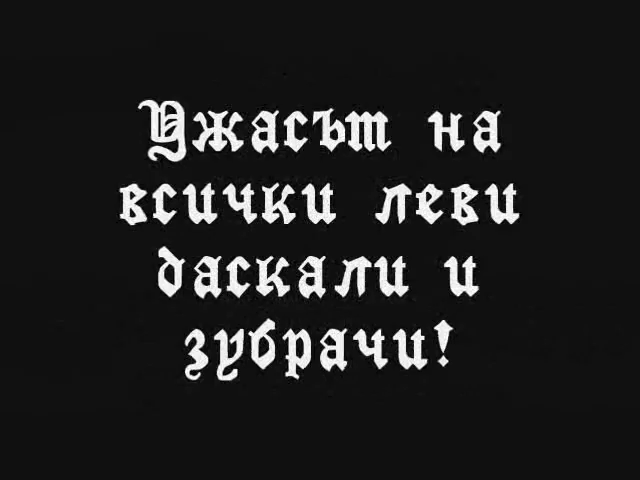 Ужасът на
всички леви
даскали и
зубрачи!